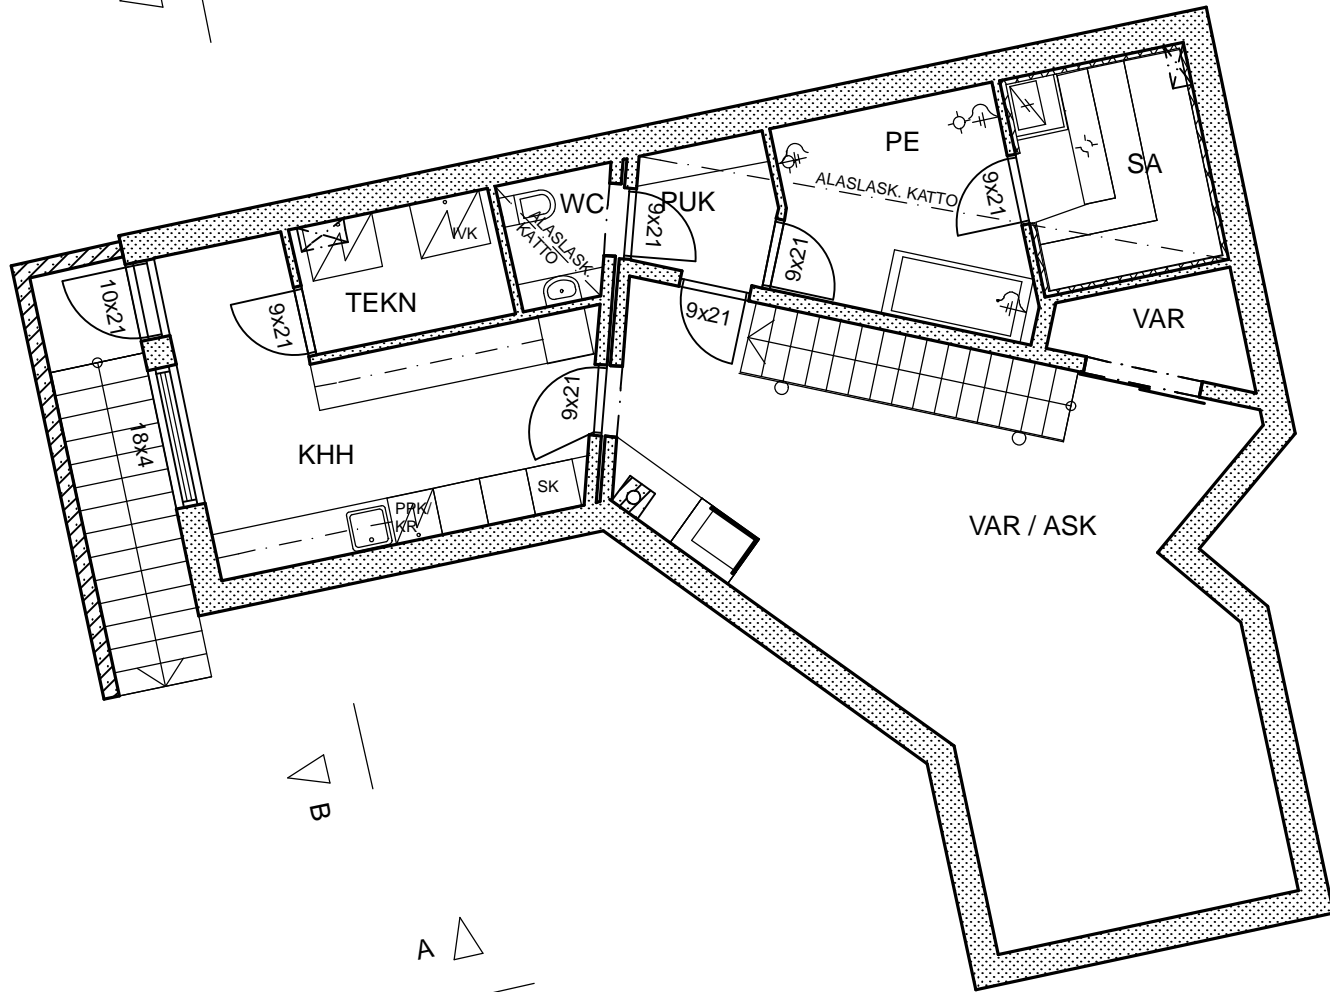 PE
SA
ALASLASK. KATTO
9x21
WC
PUK
9x21
ALASLASK.
KATTO
VK
TEKN
10x21
9x21
9x21
9x21
VAR
9x21
18x4
KHH
SK
PPK/
KR
VAR / ASK
B
A